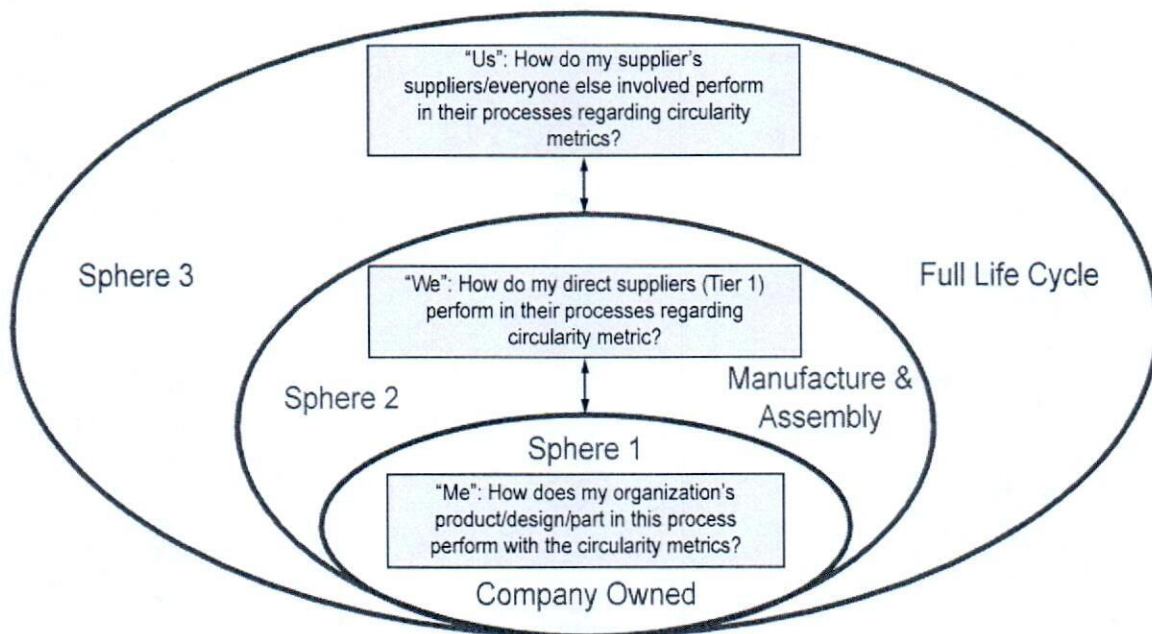 "Us": How do my supplier's
suppliers/everyone else involved perform
in their processes regarding circularity
metrics?
Sphere 3
Full Life Cycle
"We": How do my direct suppliers (Tier 1)
perform in their processes regarding
circularity metric?
Sphere 2
Manufacture &
Assembly
Sphere 1
"Me": How does my organization's
product/design/part in this process
perform with the circularity metrics?
Company Owned